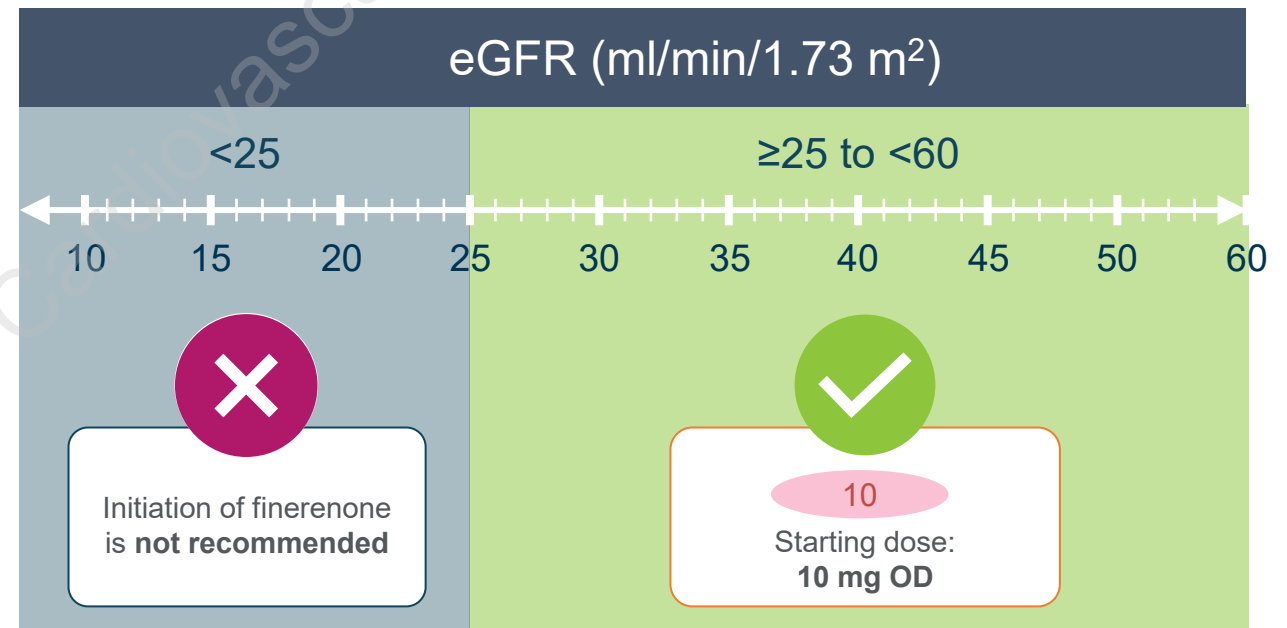 eGFR (ml/min/1.73 m²)
<25
≥25 to <60
10 15 20 25 30 35 40 45 50 60
Initiation of finerenone
is not recommended
10
Starting dose:
10 mg OD